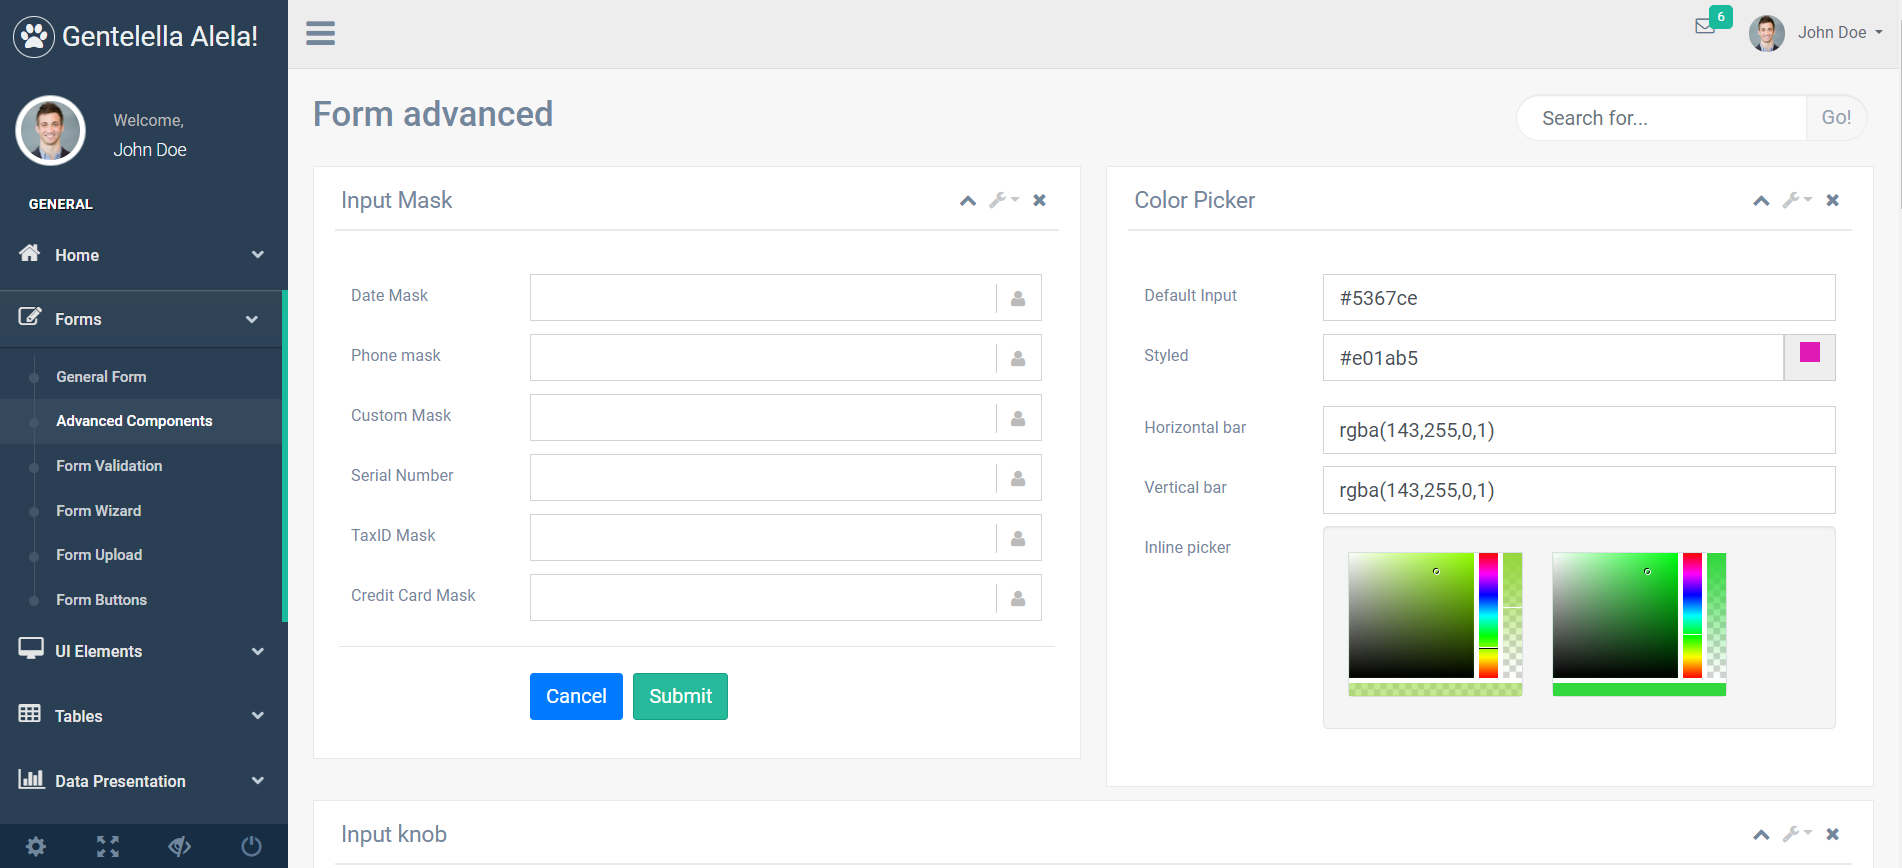 Gentelella Alela!
Welcome,
John Doe
GENERAL
Home
Forms
General Form
Advanced Components
Form Validation
Form Wizard
Form Upload
Form Buttons
UI Elements
Tables
Data Presentation
6
John Doe
Form advanced
Search for...
Go!
Input Mask
Date Mask
Phone mask
Custom Mask
Serial Number
TaxID Mask
Credit Card Mask
Cancel
Submit
Color Picker
Default Input
#5367ce
Styled
#e01ab5
Horizontal bar
rgba(143,255,0,1)
Vertical bar
rgba(143,255,0,1)
Inline picker
Input knob